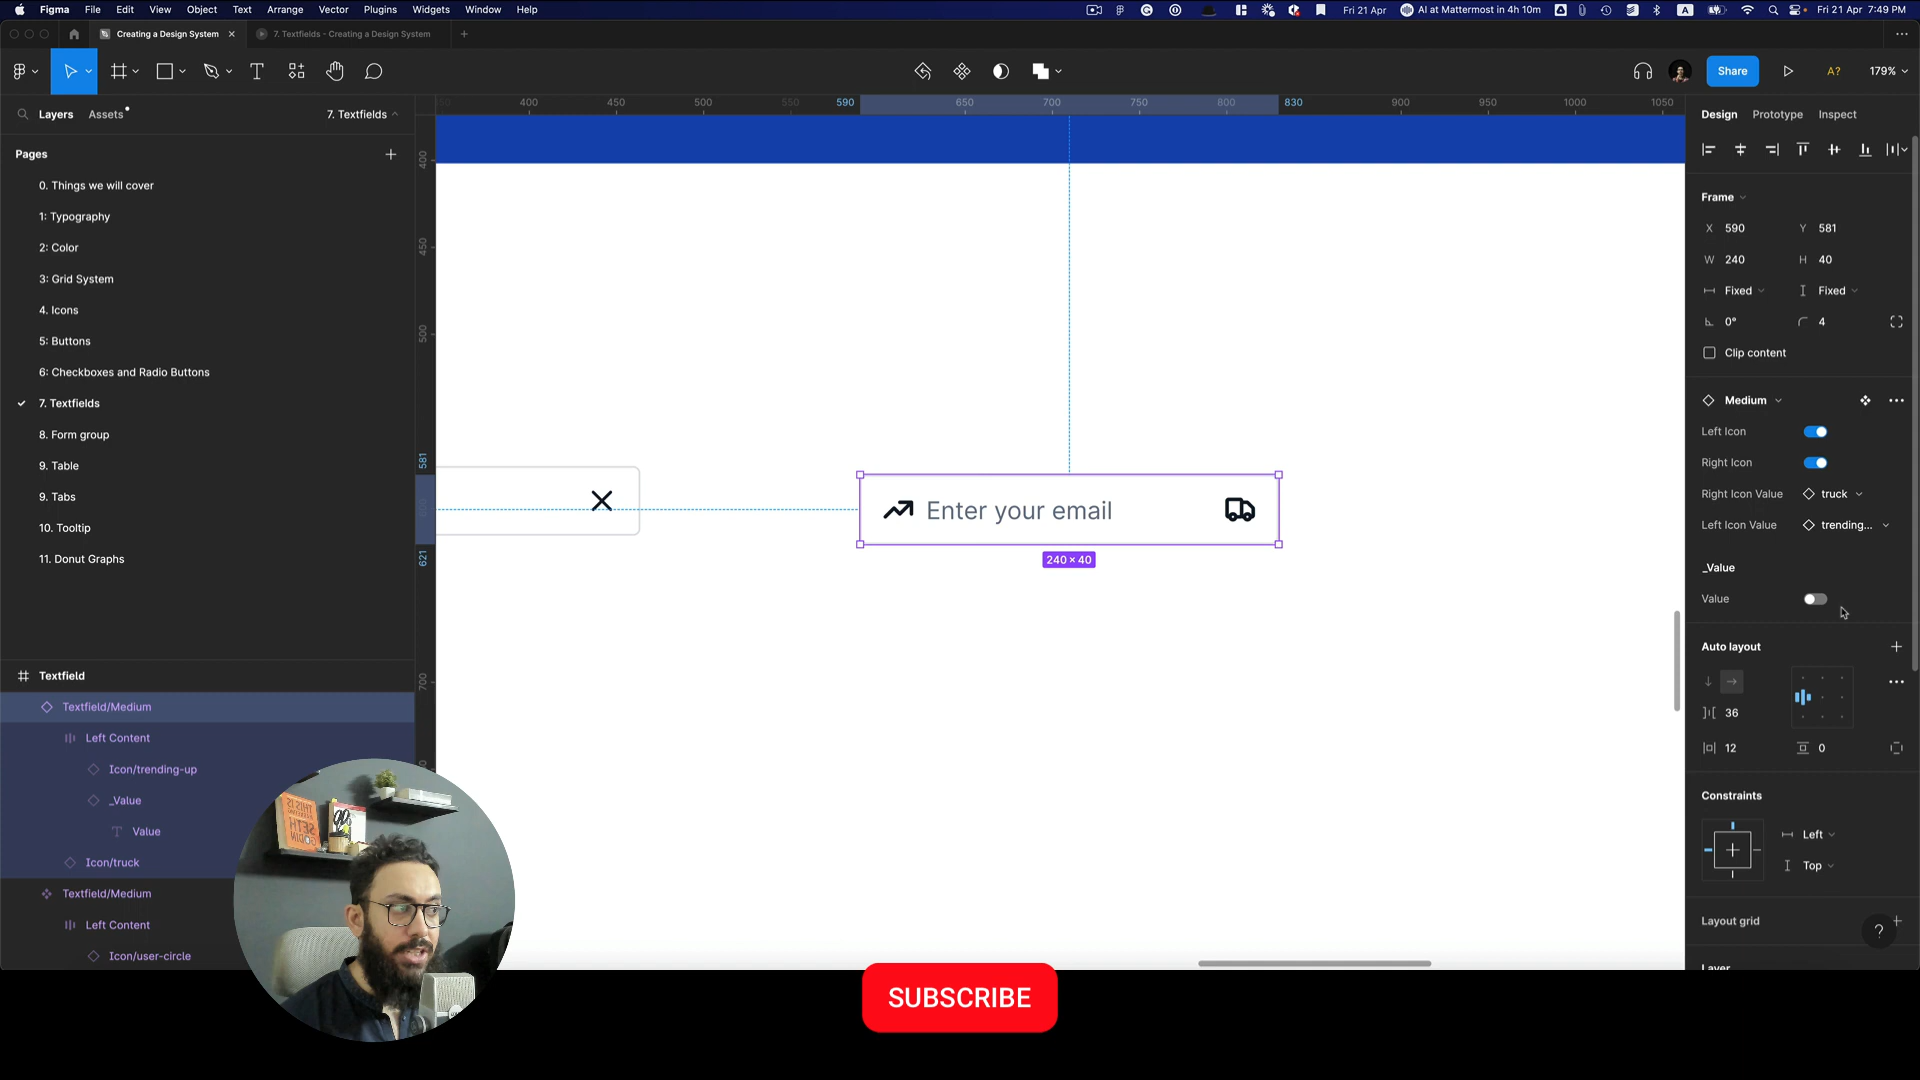 Figma File Edit View Object Text Arrange Vector Plugins Widgets Window Help
Fri 21 Apr AI at Mattermost in 4h 10m A Fri 21 Apr 7:49 PM
Creating a Design System 7. Textfields - Creating a Design System
Share A? 179%
Layers Assets 7. Textfields
Pages
0. Things we will cover
1: Typography
2: Color
3: Grid System
4. Icons
5: Buttons
6: Checkboxes and Radio Buttons
7. Textfields
8. Form group
9. Table
9. Tabs
10. Tooltip
11. Donut Graphs
Textfield
Textfield/Medium
Left Content
Icon/trending-up
_Value
Value
Icon/truck
Textfield/Medium
Left Content
Icon/user-circle
400 450 500 550 590 650 700 750 800 830 900 950 1000 1050
400
450
500
581
621
700
Enter your email
240 × 40
Design Prototype Inspect
Frame
X 590 Y 581
W 240 H 40
Fixed Fixed
0° 4
Clip content
Medium
Left Icon
Right Icon
Right Icon Value truck
Left Icon Value trending...
_Value
Value
Auto layout
36
12 0
Constraints
Left
Top
Layout grid
?
Layer
SUBSCRIBE